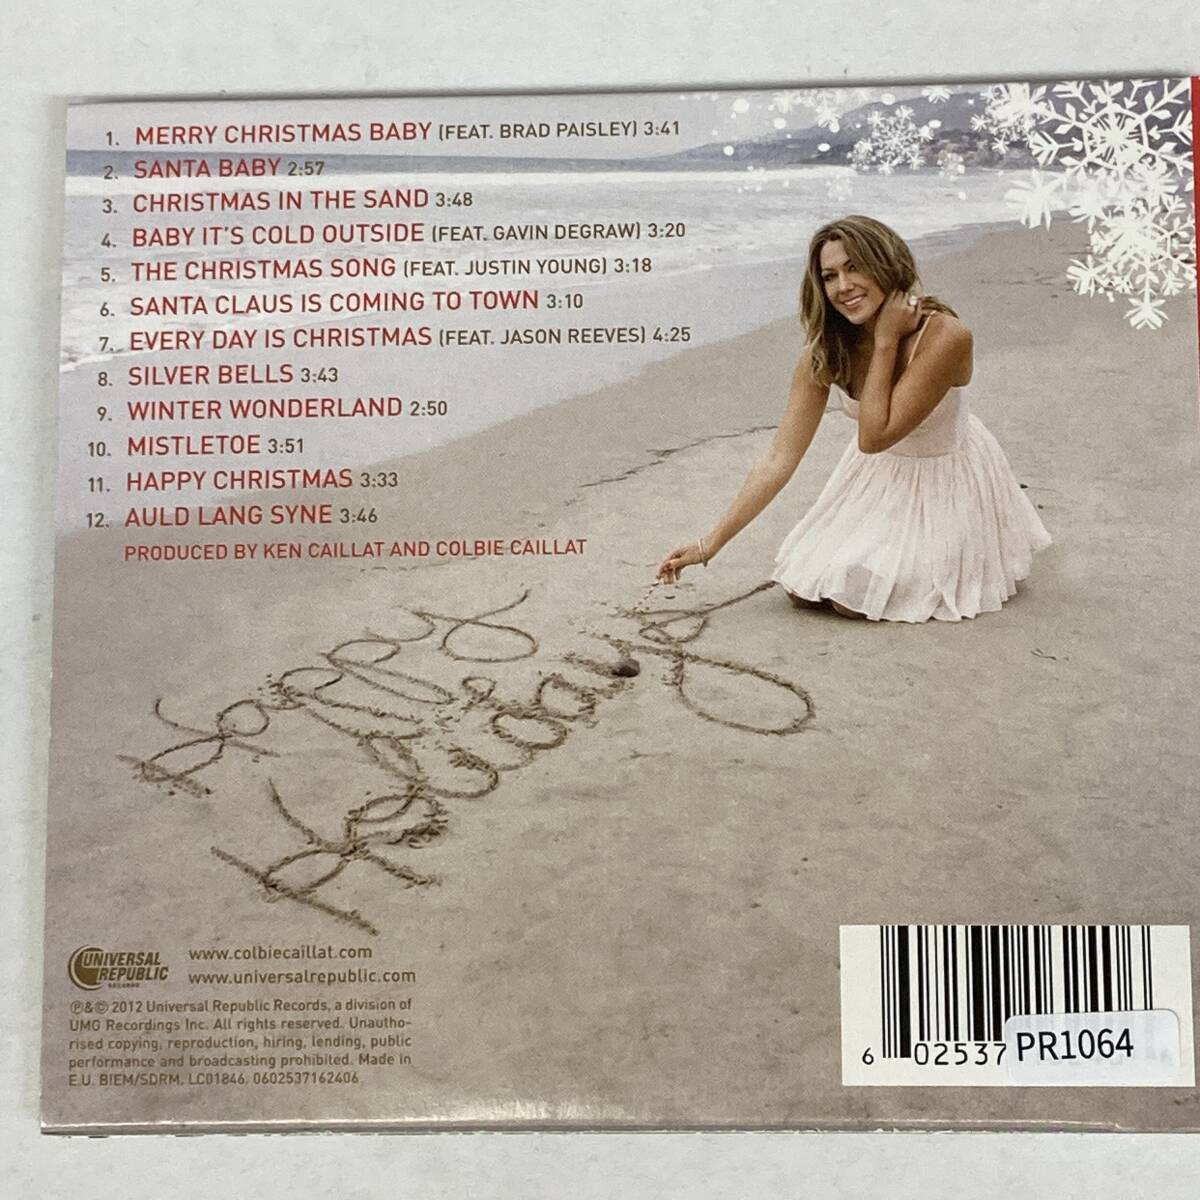 1. MERRY CHRISTMAS BABY (FEAT. BRAD PAISLEY) 3:41
2. SANTA BABY 2:57
3. CHRISTMAS IN THE SAND 3:48
4. BABY IT'S COLD OUTSIDE (FEAT. GAVIN DEGRAW) 3:20
5. THE CHRISTMAS SONG (FEAT. JUSTIN YOUNG) 3:18
6. SANTA CLAUS IS COMING TO TOWN 3:10
7. EVERY DAY IS CHRISTMAS (FEAT. JASON REEVES) 4:25
8. SILVER BELLS 3:43
9. WINTER WONDERLAND 2:50
10. MISTLETOE 3:51
11. HAPPY CHRISTMAS 3:33
12. AULD LANG SYNE 3:46
PRODUCED BY KEN CAILLAT AND COLBIE CAILLAT
Happy
Holidays
UNIVERSAL
REPUBLIC
RECORDS
www.colbiecaillat.com
www.universalrepublic.com
℗&© 2012 Universal Republic Records, a division of
UMG Recordings Inc. All rights reserved. Unautho-
rised copying, reproduction, hiring, lending, public
performance and broadcasting prohibited. Made in
E.U. BIEM/SDRM. LC01846. 0602537162406
6 02537
PR1064